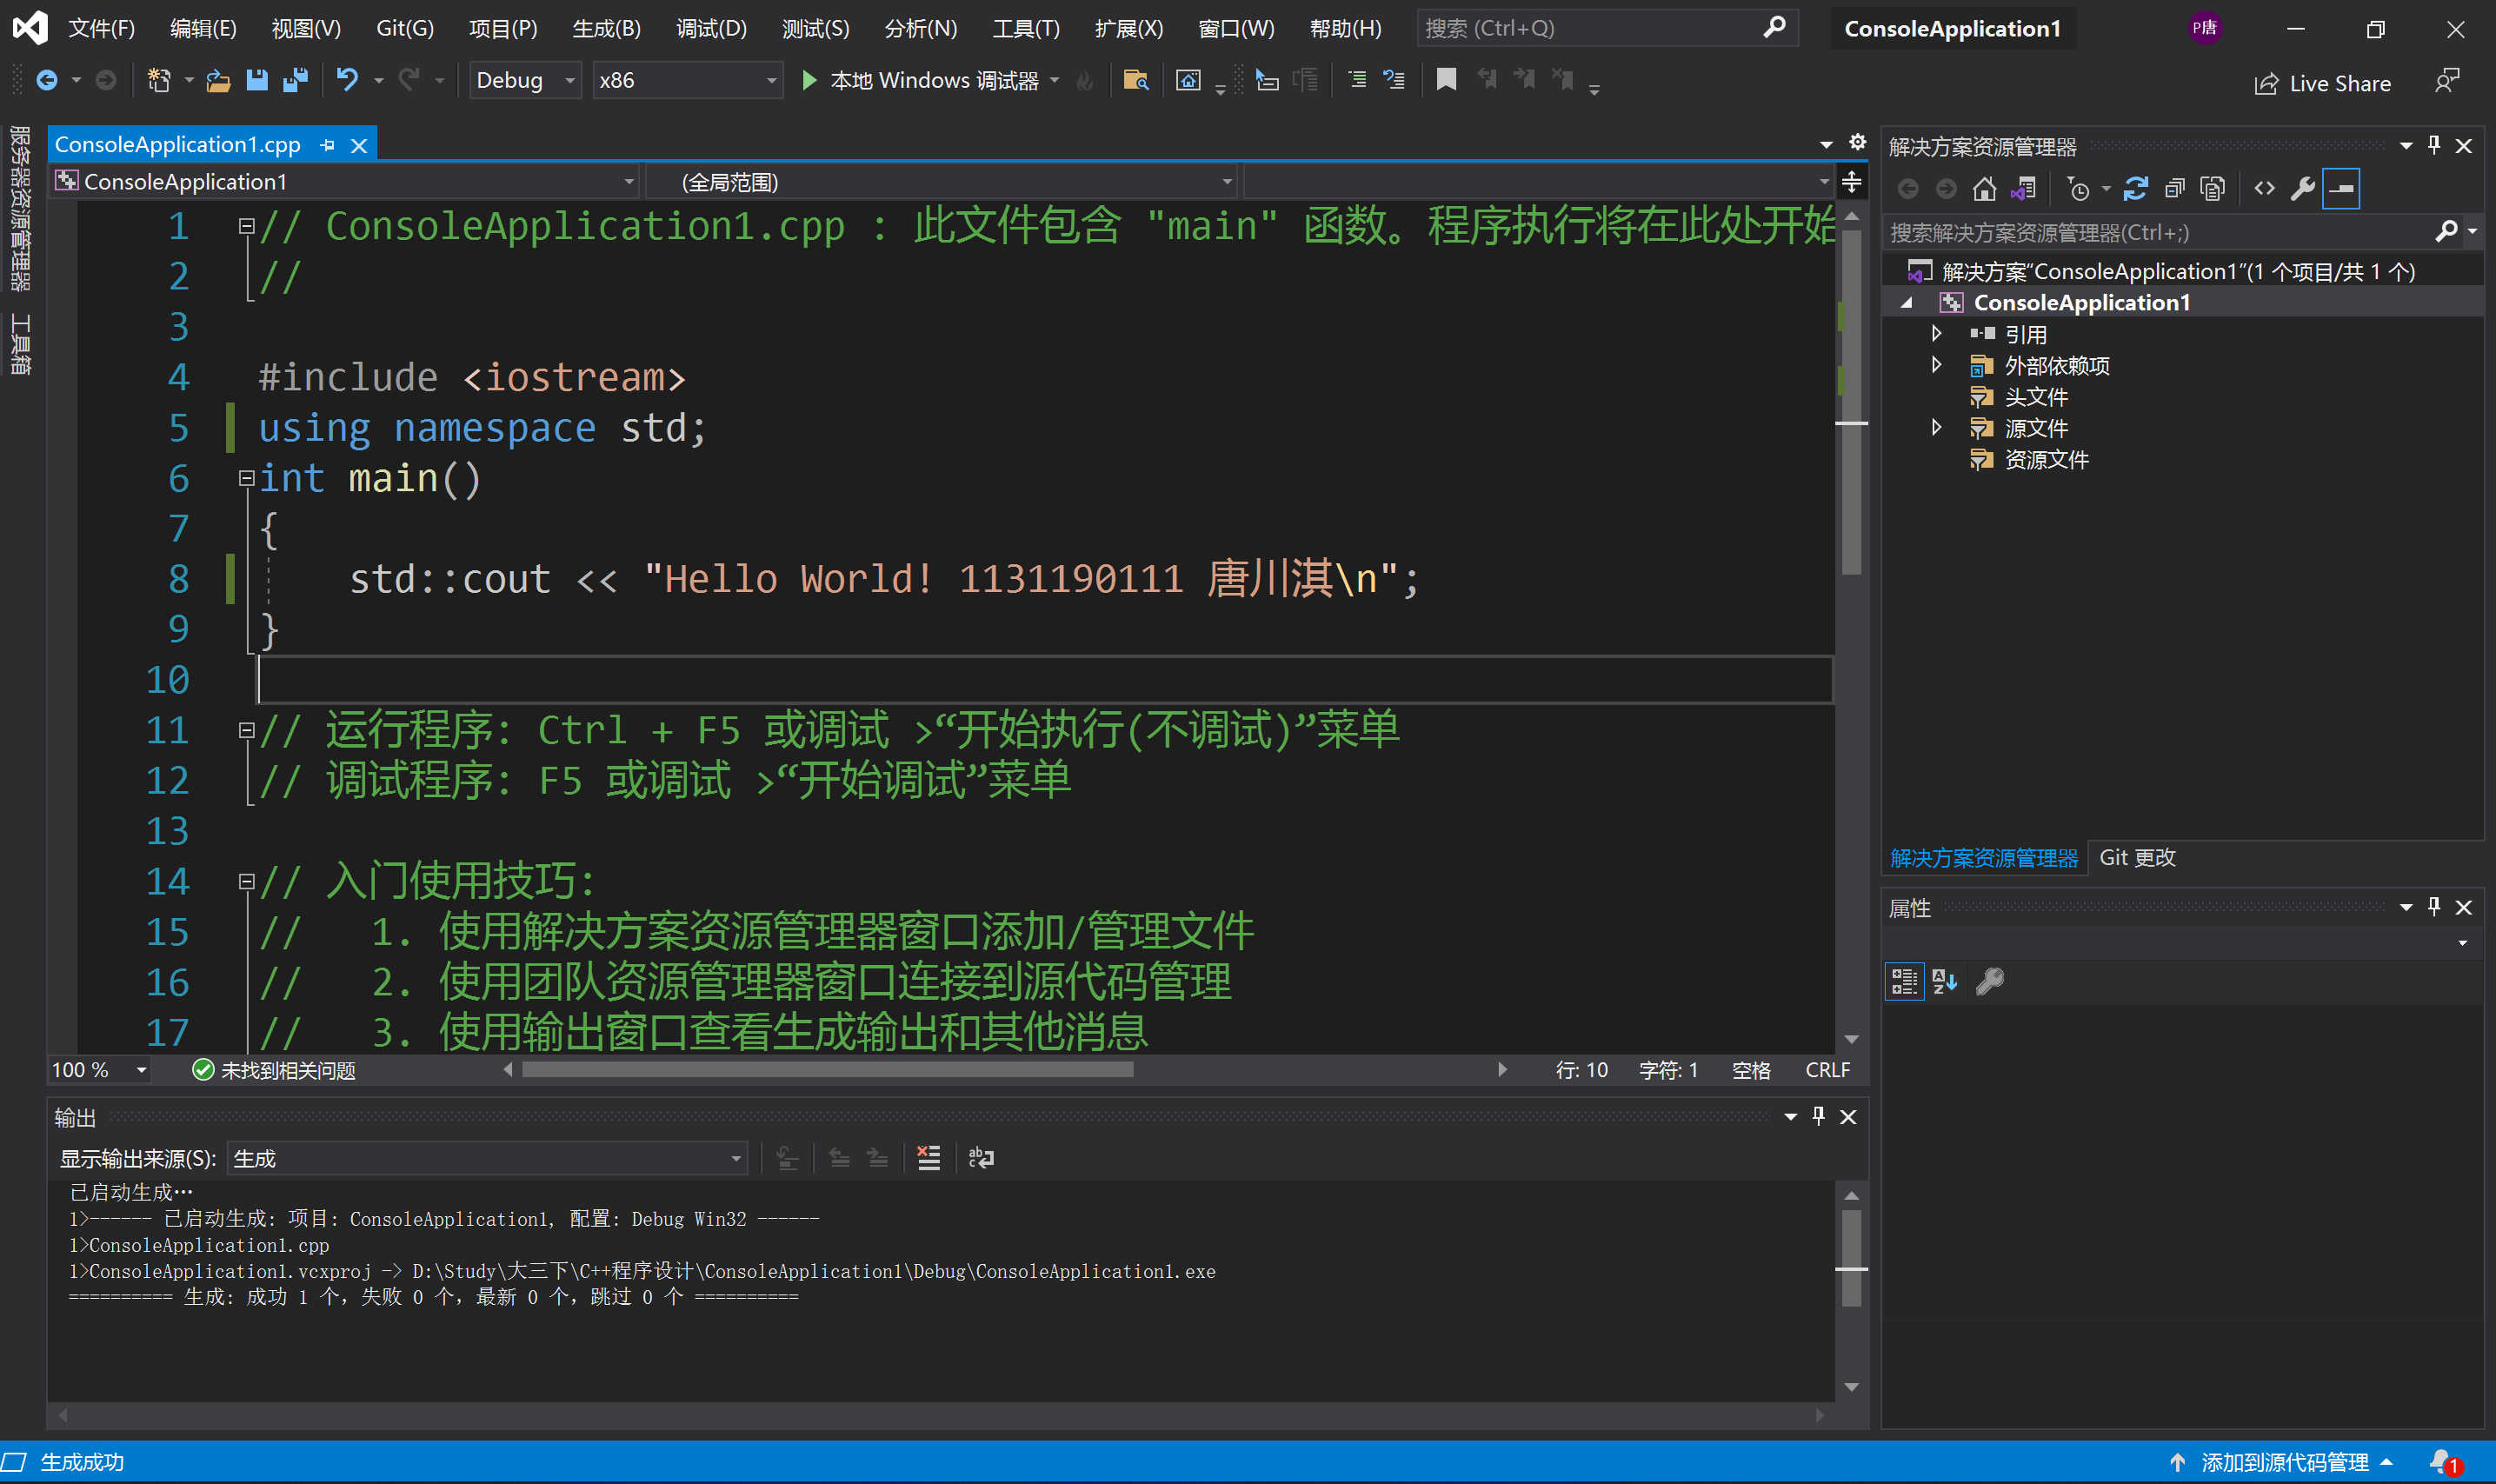 文件(F) 编辑(E) 视图(V) Git(G) 项目(P) 生成(B) 调试(D) 测试(S) 分析(N) 工具(T) 扩展(X) 窗口(W) 帮助(H) 搜索 (Ctrl+Q) ConsoleApplication1 P唐
Debug x86 本地 Windows 调试器 Live Share
服务器资源管理器
工具箱
ConsoleApplication1.cpp
ConsoleApplication1 (全局范围)
1 // ConsoleApplication1.cpp : 此文件包含 "main" 函数。程序执行将在此处开始
2 //
3
4 #include <iostream>
5 using namespace std;
6 int main()
7 {
8 std::cout << "Hello World! 1131190111 唐川淇\n";
9 }
10
11 // 运行程序: Ctrl + F5 或调试 >“开始执行(不调试)”菜单
12 // 调试程序: F5 或调试 >“开始调试”菜单
13
14 // 入门使用技巧:
15 // 1. 使用解决方案资源管理器窗口添加/管理文件
16 // 2. 使用团队资源管理器窗口连接到源代码管理
17 // 3. 使用输出窗口查看生成输出和其他消息
100 % 未找到相关问题 行: 10 字符: 1 空格 CRLF
输出
显示输出来源(S): 生成
已启动生成…
1>------ 已启动生成: 项目: ConsoleApplication1, 配置: Debug Win32 ------
1>ConsoleApplication1.cpp
1>ConsoleApplication1.vcxproj -> D:\Study\大三下\C++程序设计\ConsoleApplication1\Debug\ConsoleApplication1.exe
========== 生成: 成功 1 个，失败 0 个，最新 0 个，跳过 0 个 ==========
解决方案资源管理器
搜索解决方案资源管理器(Ctrl+;)
解决方案“ConsoleApplication1”(1 个项目/共 1 个)
ConsoleApplication1
引用
外部依赖项
头文件
源文件
资源文件
解决方案资源管理器 Git 更改
属性
生成成功 添加到源代码管理 1